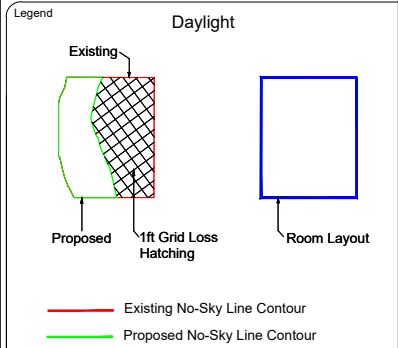 Legend
Daylight
Existing
Proposed
1ft Grid Loss
Hatching
Room Layout
Existing No-Sky Line Contour
Proposed No-Sky Line Contour